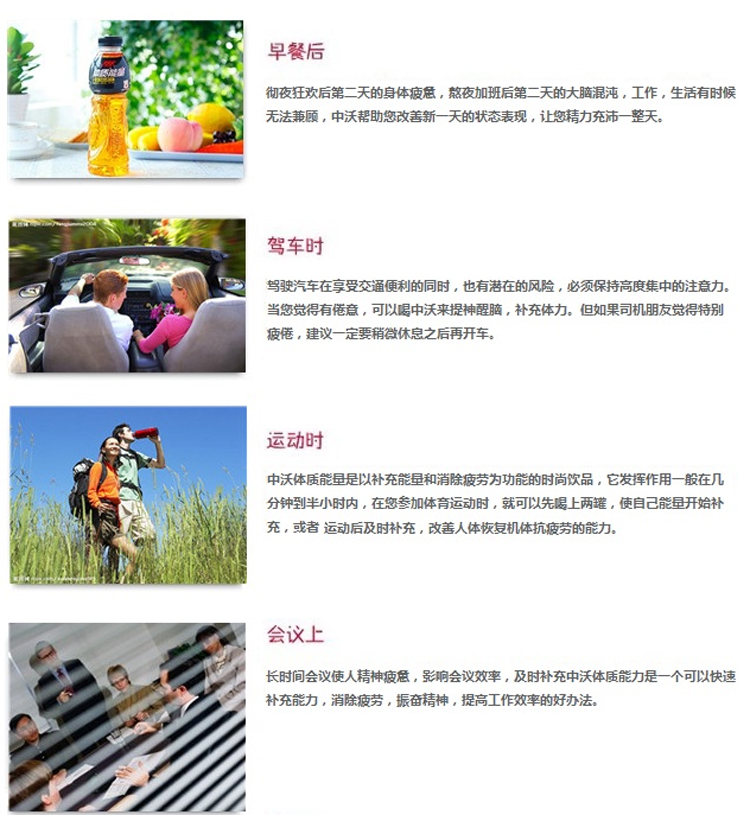 早餐后
彻夜狂欢后第二天的身体疲惫，熬夜加班后第二天的大脑混沌，工作，生活有时候
无法兼顾，中沃帮助您改善新一天的状态表现，让您精力充沛一整天。
驾车时
驾驶汽车在享受交通便利的同时，也有潜在的风险，必须保持高度集中的注意力。
当您觉得有倦意，可以喝中沃来提神醒脑，补充体力。但如果司机朋友觉得特别
疲倦，建议一定要稍微休息之后再开车。
运动时
中沃体质能量是以补充能量和消除疲劳为功能的时尚饮品，它发挥作用一般在几
分钟到半小时内，在您参加体育运动时，就可以先喝上两罐，使自己能量开始补
充，或者 运动后及时补充，改善人体恢复机体抗疲劳的能力。
会议上
长时间会议使人精神疲惫，影响会议效率，及时补充中沃体质能力是一个可以快速
补充能力，消除疲劳，振奋精神，提高工作效率的好办法。